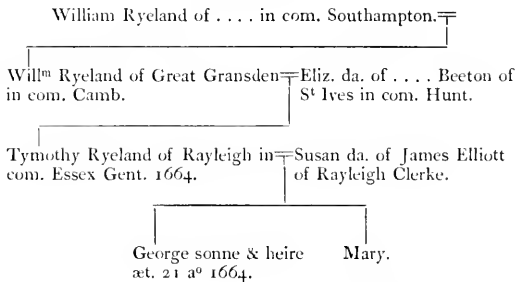 William Ryeland of . . . . in com. Southampton.
Willᵐ Ryeland of Great Gransden
in com. Camb.
Eliz. da. of . . . . Beeton of
Sᵗ Ives in com. Hunt.
Tymothy Ryeland of Rayleigh in
com. Essex Gent. 1664.
Susan da. of James Elliott
of Rayleigh Clerke.
George sonne & heire
æt. 21 aº 1664.
Mary.